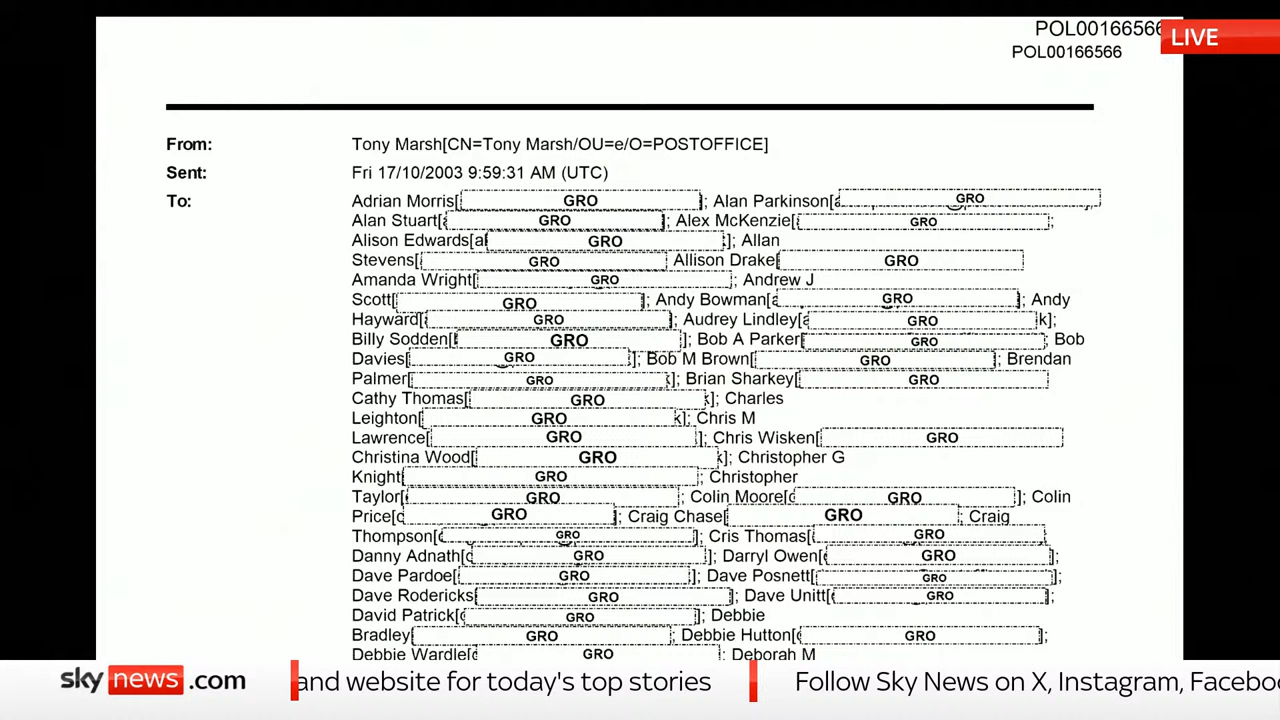 POL00166566
POL00166566
LIVE
From: Tony Marsh[CN=Tony Marsh/OU=e/O=POSTOFFICE]
Sent: Fri 17/10/2003 9:59:31 AM (UTC)
To: Adrian Morris[ GRO ]; Alan Parkinson[ GRO
Alan Stuart[ GRO ]; Alex McKenzie[ GRO ;
Alison Edwards[a GRO ]; Allan
Stevens[ GRO Allison Drake[ GRO
Amanda Wright[ GRO ]; Andrew J
Scott[ GRO ]; Andy Bowman[a GRO ]; Andy
Hayward[ GRO ]; Audrey Lindley[a GRO k];
Billy Sodden[ GRO ]; Bob A Parker[ GRO ; Bob
Davies[ GRO ]; Bob M Brown[ GRO ]; Brendan
Palmer[ GRO k]; Brian Sharkey[ GRO
Cathy Thomas[ GRO k]; Charles
Leighton[ GRO k]; Chris M
Lawrence[ GRO ]; Chris Wisken[ GRO
Christina Wood[ GRO k]; Christopher G
Knight[ GRO ; Christopher
Taylor[ GRO ; Colin Moore[c GRO ]; Colin
Price[c GRO ; Craig Chase[ GRO ; Craig
Thompson[c GRO ]; Cris Thomas[ GRO
Danny Adnath[c GRO ]; Darryl Owen[ GRO ];
Dave Pardoe[ GRO ]; Dave Posnett[ GRO ];
Dave Rodericks[ GRO ]; Dave Unitt[ GRO ];
David Patrick[ GRO ]; Debbie
Bradley[ GRO ; Debbie Hutton[ GRO ];
Debbie Wardle[ GRO ; Deborah M
sky news .com and website for today's top stories Follow Sky News on X, Instagram,